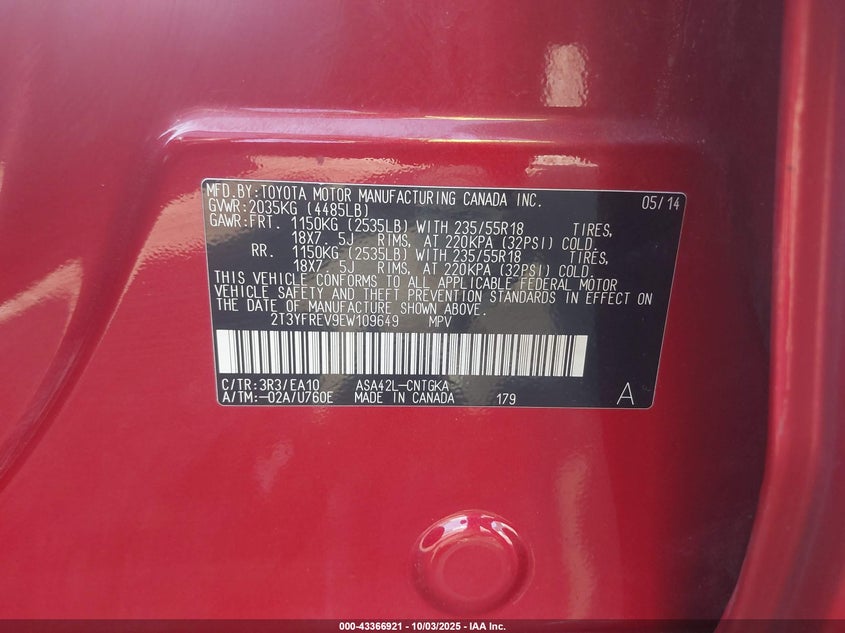 MFD.BY:TOYOTA MOTOR MANUFACTURING CANADA INC. 05/14
GVWR:2035KG (4485LB)
GAWR:FRT. 1150KG (2535LB) WITH 235/55R18 TIRES,
18X7. 5J RIMS, AT 220KPA (32PSI) COLD.
RR. 1150KG (2535LB) WITH 235/55R18 TIRES,
18X7. 5J RIMS, AT 220KPA (32PSI) COLD.
THIS VEHICLE CONFORMS TO ALL APPLICABLE FEDERAL MOTOR
VEHICLE SAFETY AND THEFT PREVENTION STANDARDS IN EFFECT ON
THE DATE OF MANUFACTURE SHOWN ABOVE.
2T3YFREV9EW109649 MPV
C/TR:3R3/EA10 ASA42L-CNTGKA
A/TM:-02A/U760E MADE IN CANADA 179 A
000-43366921 - 10/03/2025 - IAA Inc.